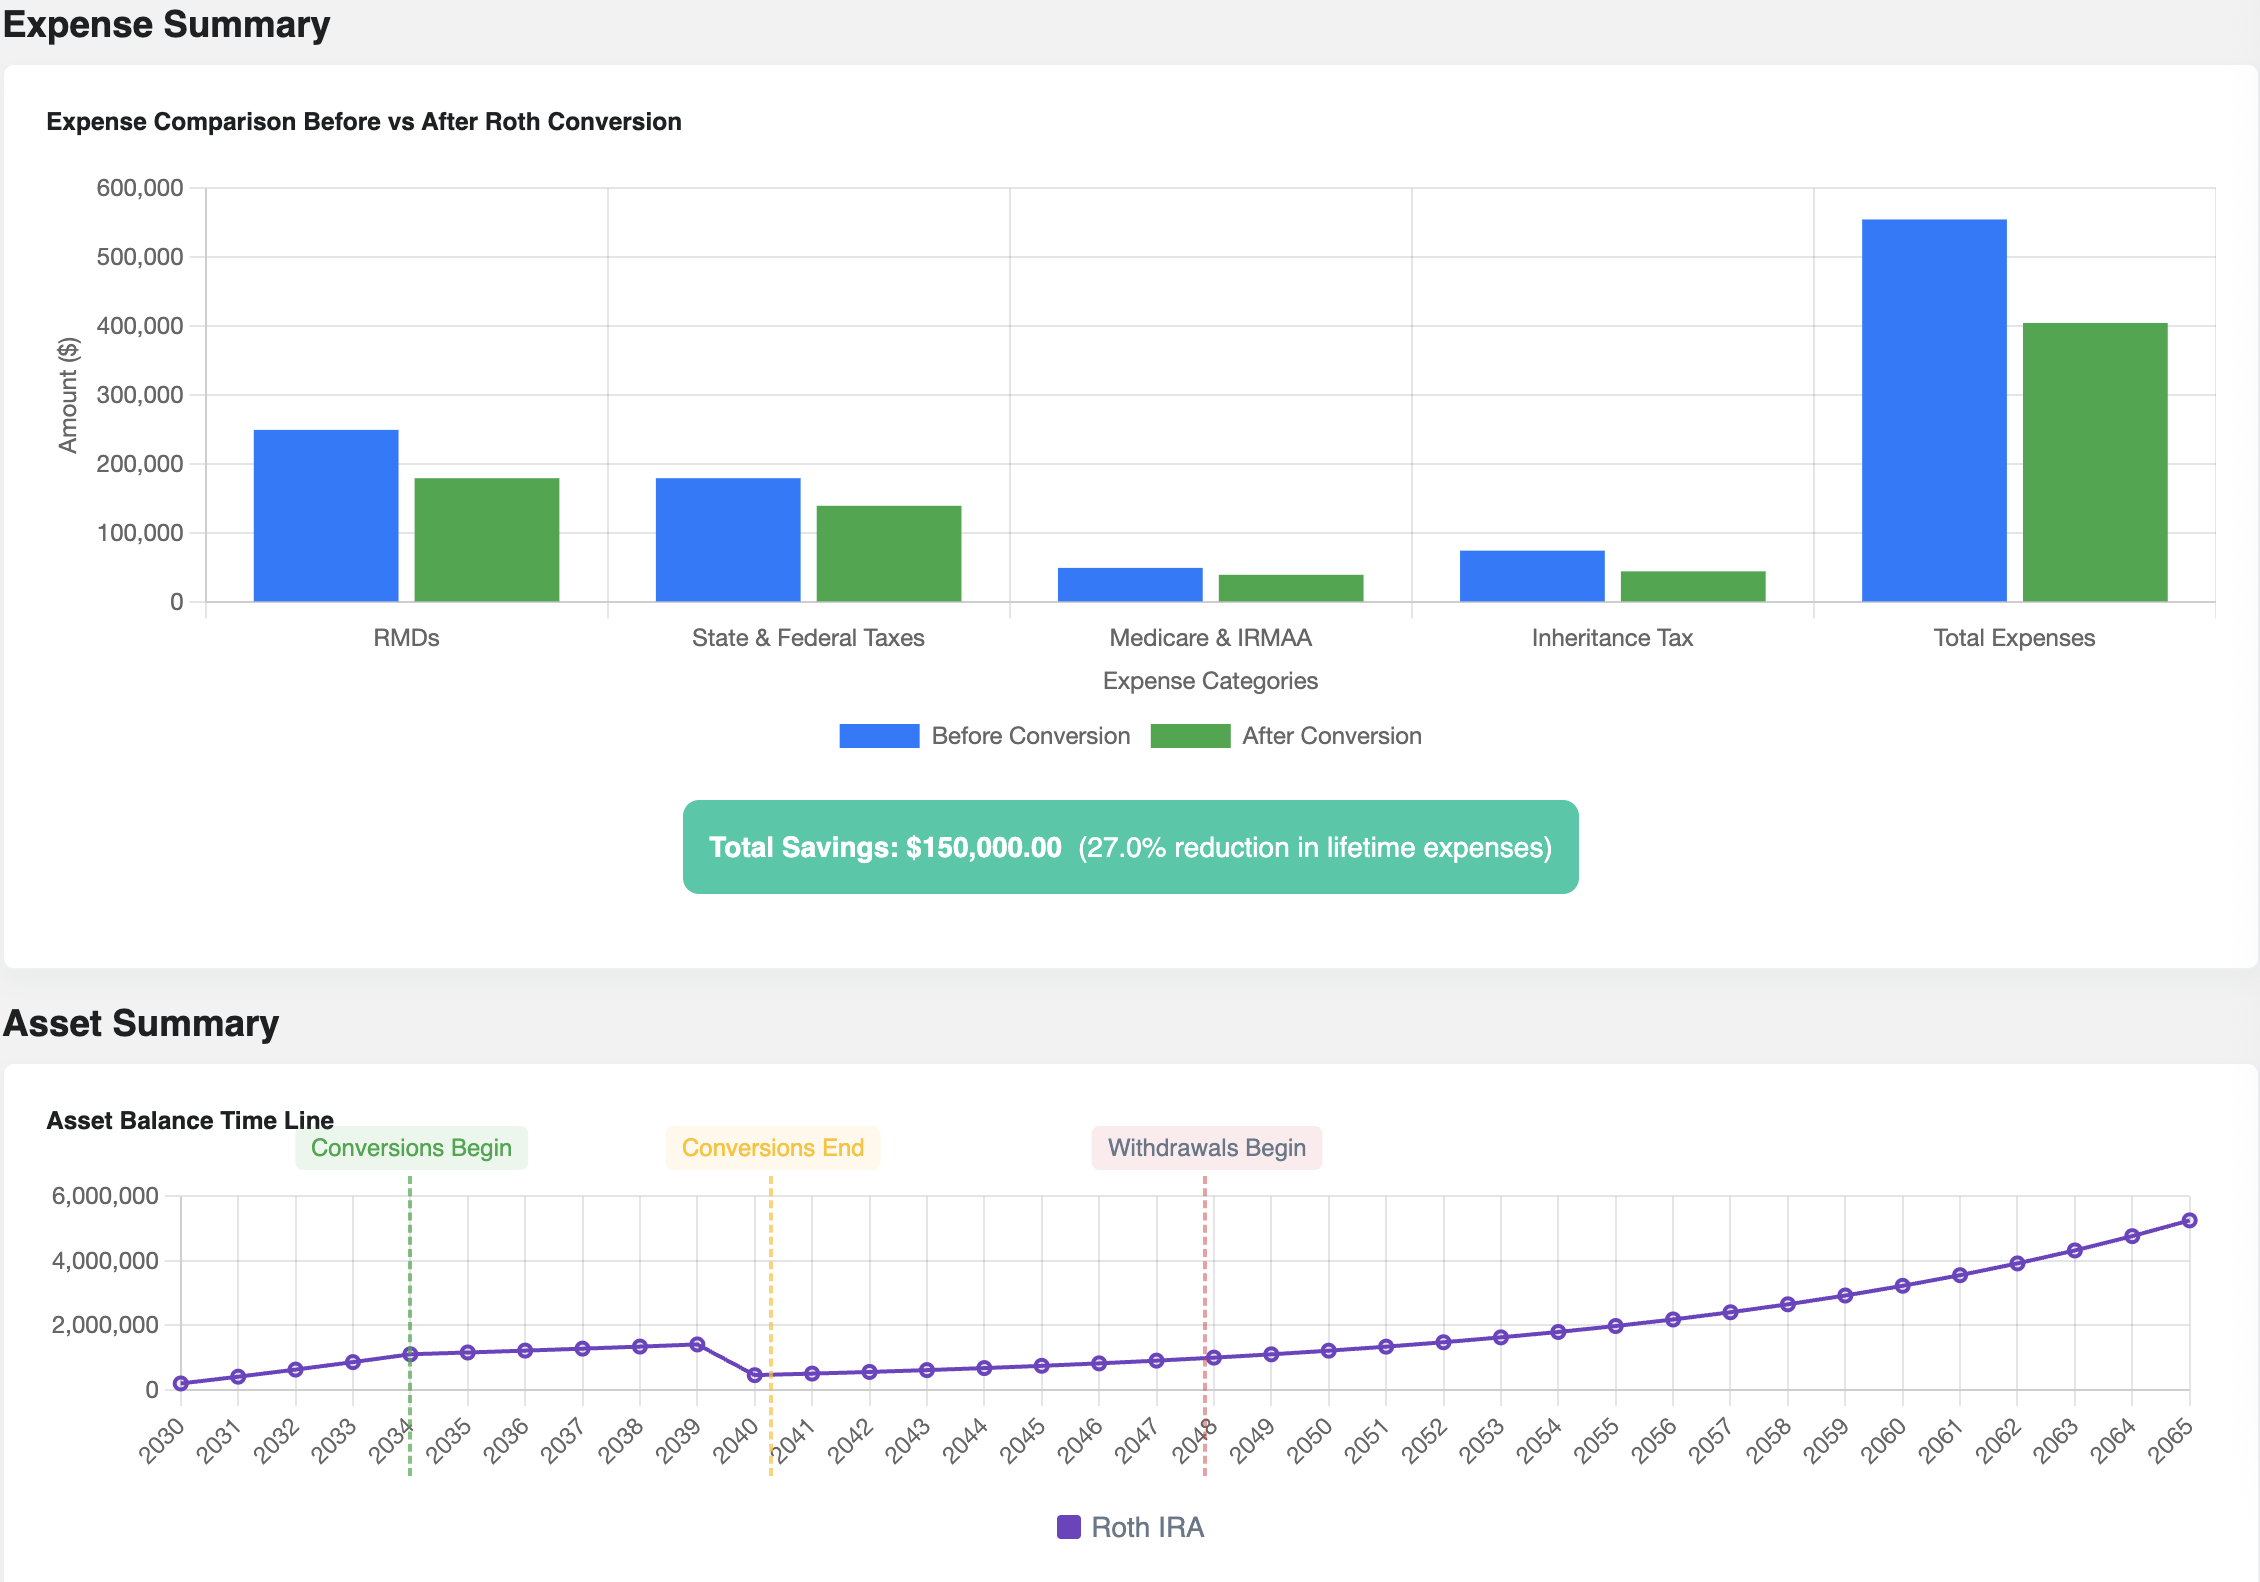 Expense Summary
Expense Comparison Before vs After Roth Conversion
600,000
500,000
400,000
300,000
200,000
100,000
0
Amount ($)
RMDs
State & Federal Taxes
Medicare & IRMAA
Inheritance Tax
Total Expenses
Expense Categories
Before Conversion
After Conversion
Total Savings: $150,000.00 (27.0% reduction in lifetime expenses)
Asset Summary
Asset Balance Time Line
Conversions Begin
Conversions End
Withdrawals Begin
6,000,000
4,000,000
2,000,000
0
2030
2031
2032
2033
2034
2035
2036
2037
2038
2039
2040
2041
2042
2043
2044
2045
2046
2047
2048
2049
2050
2051
2052
2053
2054
2055
2056
2057
2058
2059
2060
2061
2062
2063
2064
2065
Roth IRA